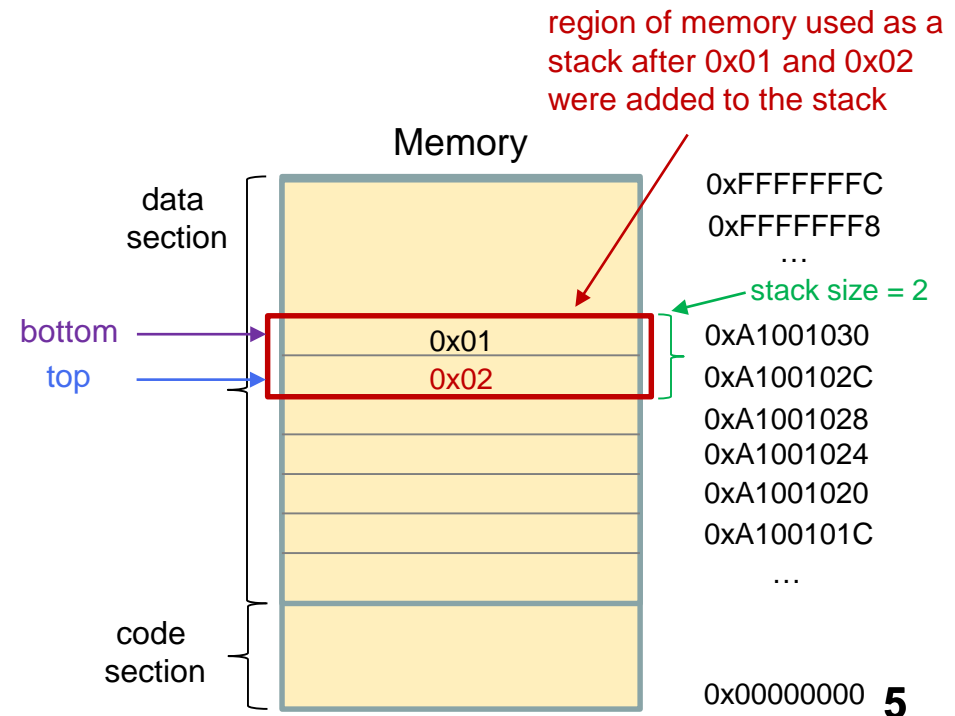 region of memory used as a
stack after 0x01 and 0x02
were added to the stack
Memory
data
section
0xFFFFFFFC
0xFFFFFFF8
…
stack size = 2
bottom
0x01
0xA1001030
top
0x02
0xA100102C
0xA1001028
0xA1001024
0xA1001020
0xA100101C
…
code
section
0x00000000
5